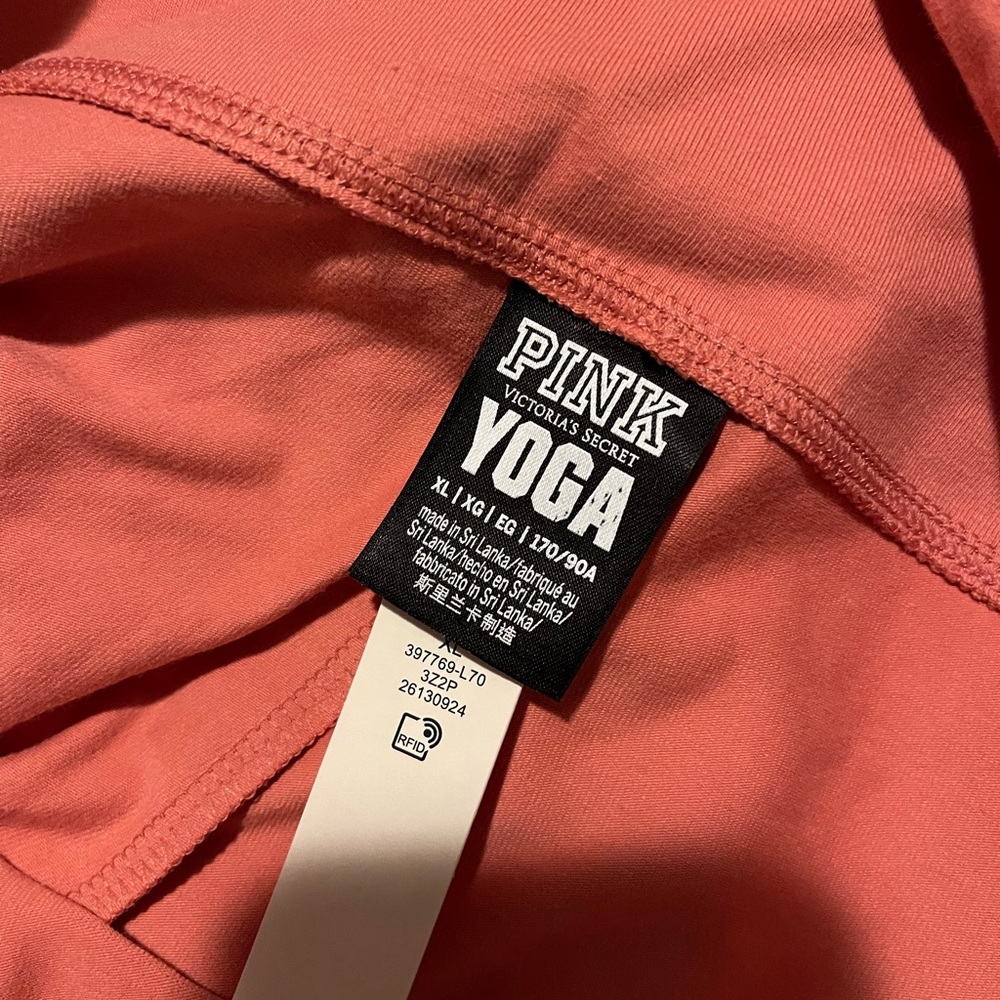 PINK
VICTORIA'S SECRET
YOGA
XL | XG | EG | 170/90A
made in Sri Lanka/fabriqué au
Sri Lanka/hecho en Sri Lanka/
fabbricato in Sri Lanka/
斯里兰卡制造
XL
397769-L70
3Z2P
26130924
RFID